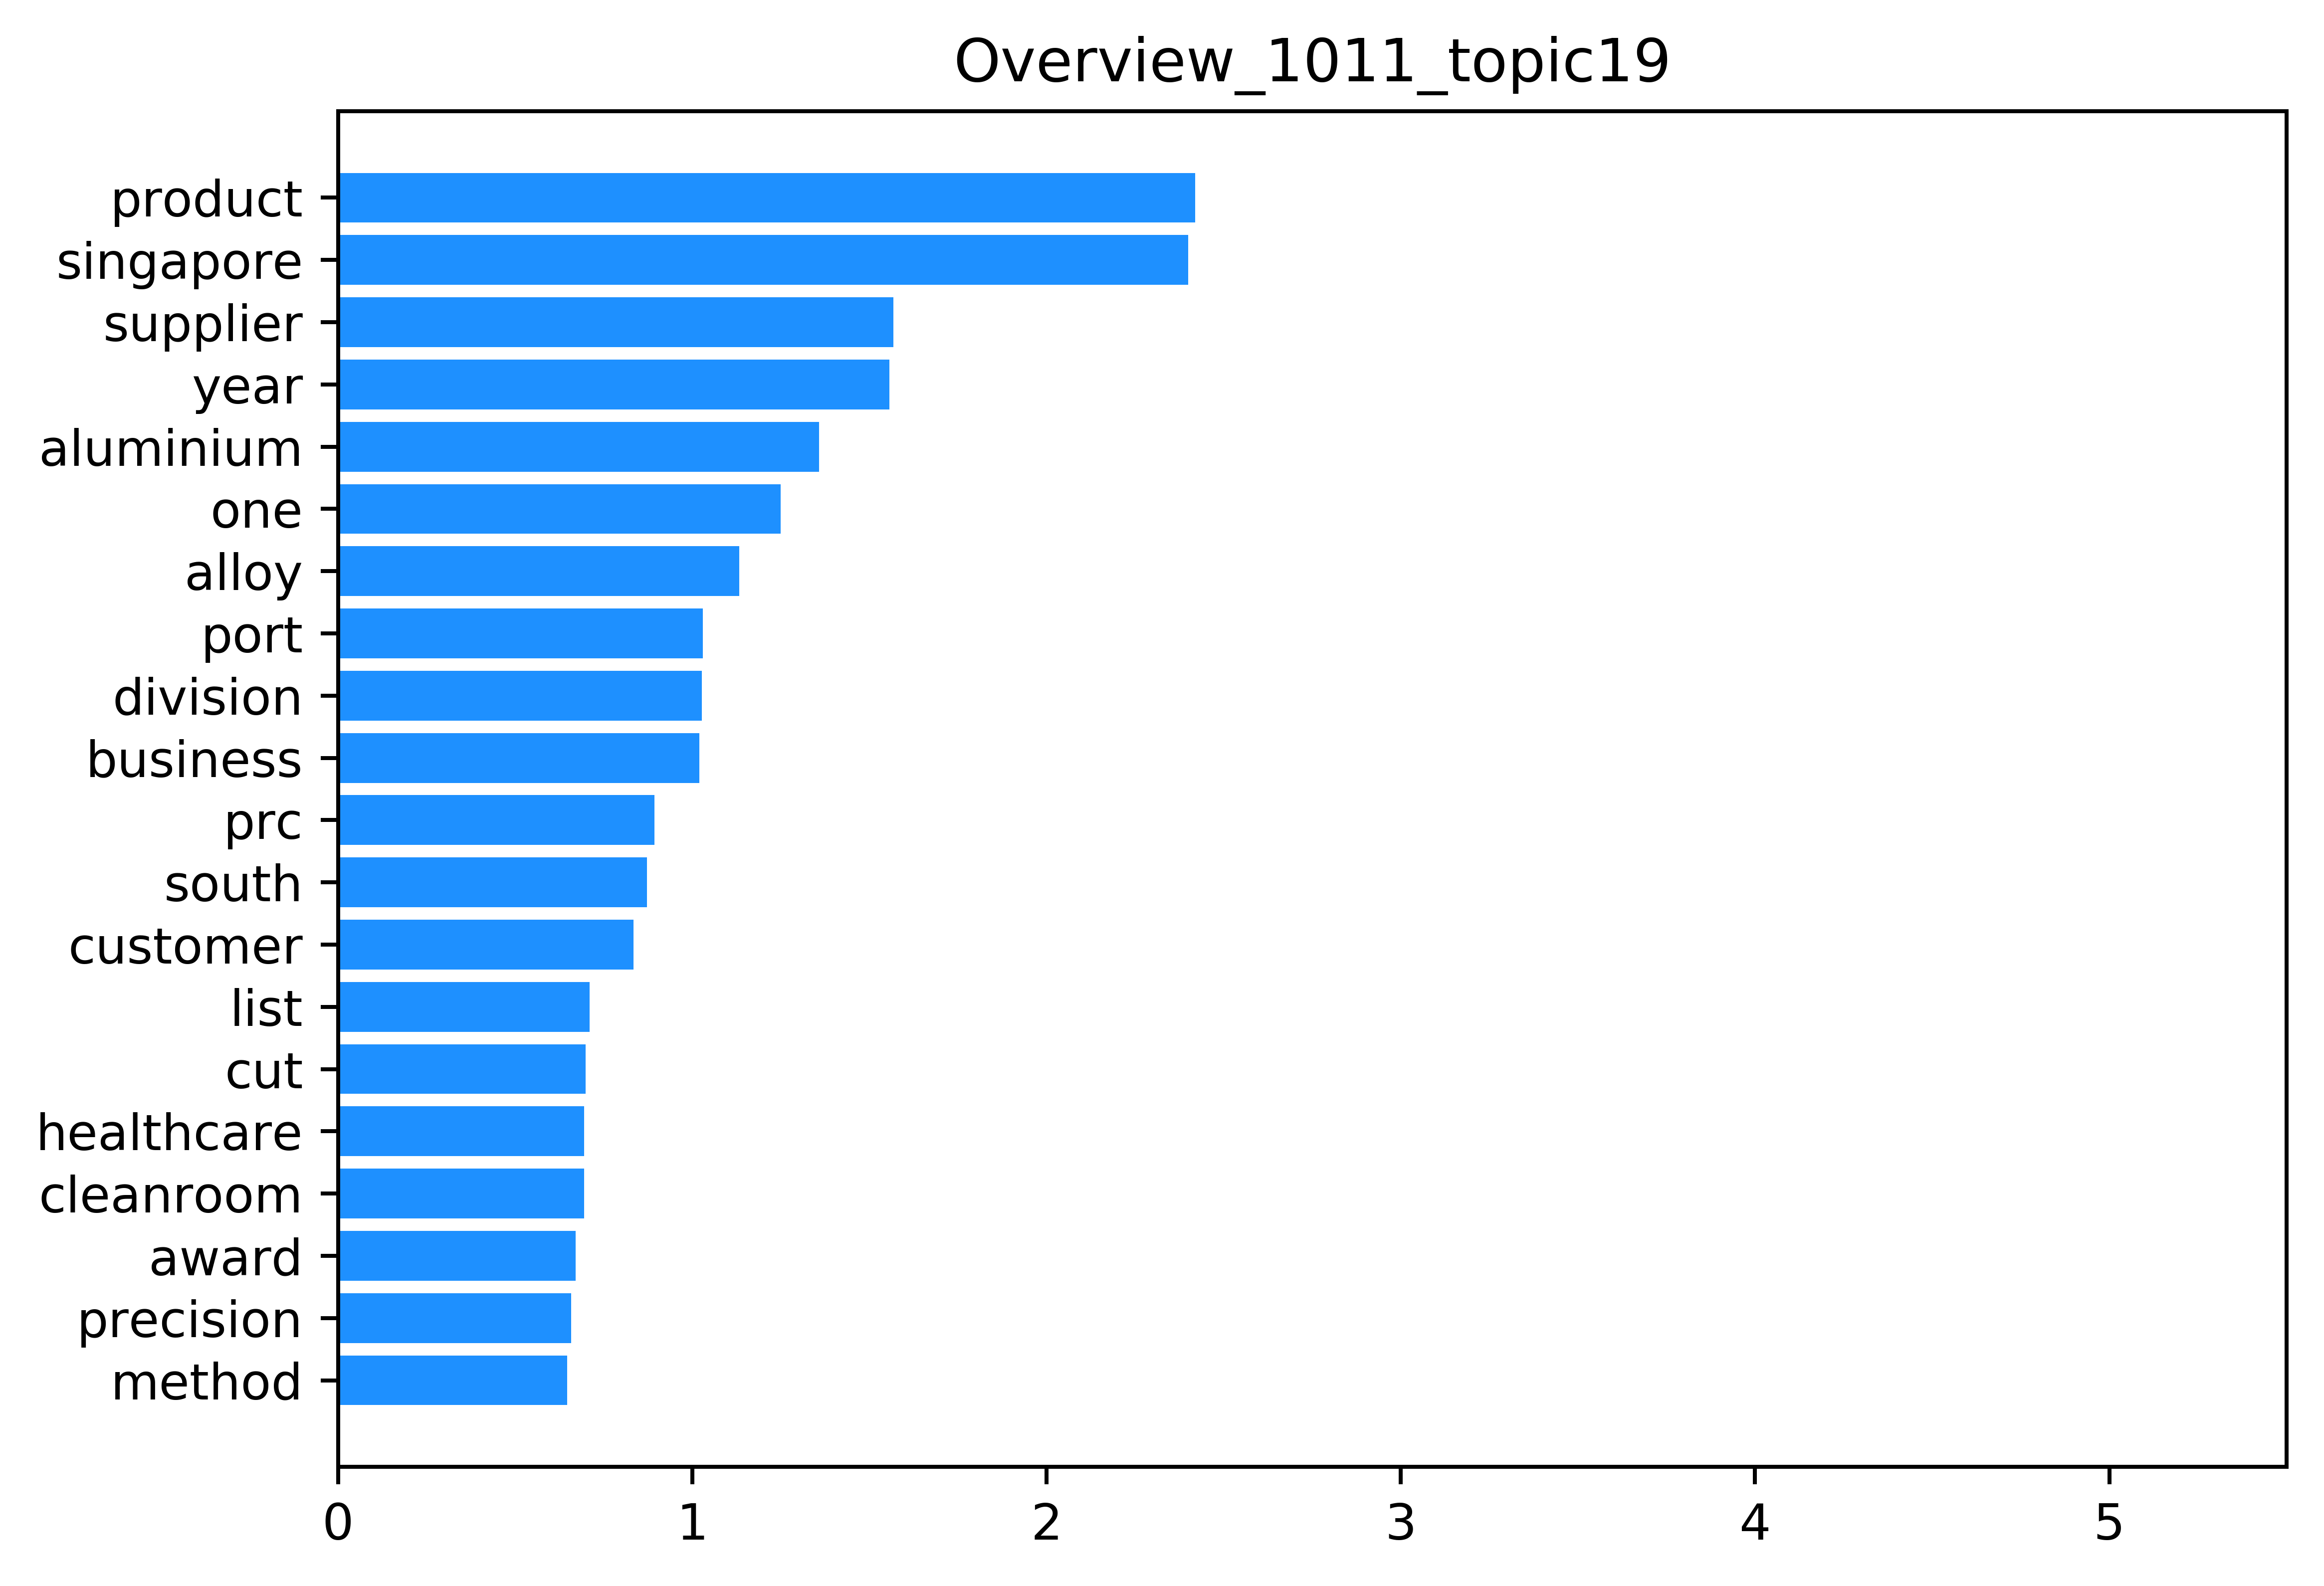 Overview_1011_topic19
product
singapore
supplier
year
aluminium
one
alloy
port
division
business
prc
south
customer
list
cut
healthcare
cleanroom
award
precision
method
0 1 2 3 4 5